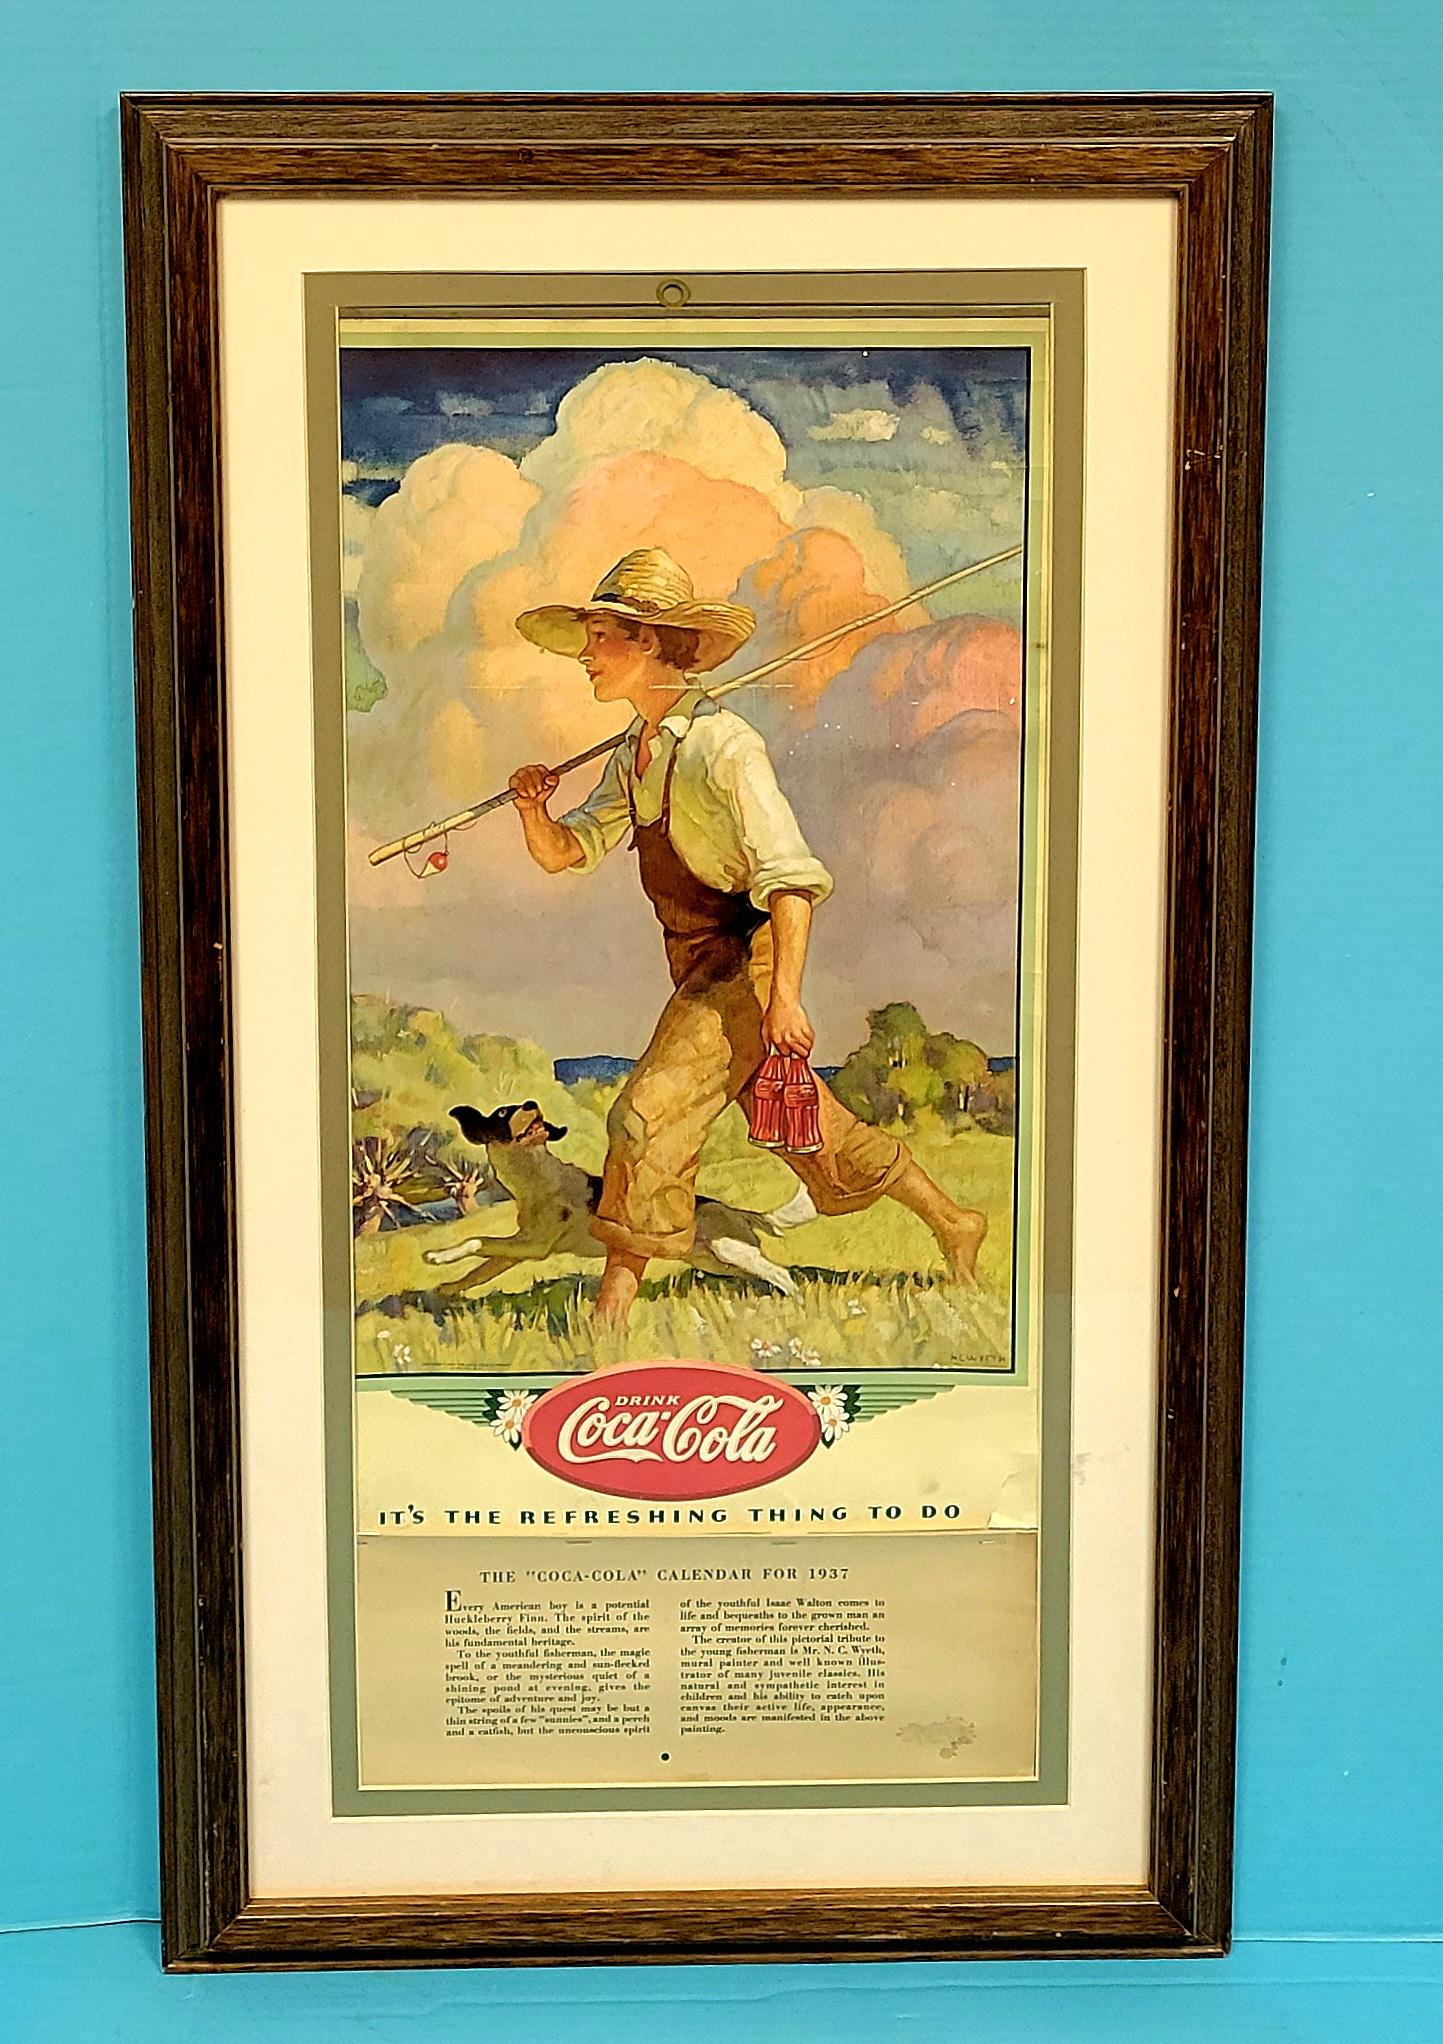 N.C. WYETH
DRINK
Coca-Cola
IT'S THE REFRESHING THING TO DO
THE "COCA-COLA" CALENDAR FOR 1937
Every American boy is a potential
Huckleberry Finn. The spirit of the
woods, the fields, and the streams, are
his fundamental heritage.
To the youthful fisherman, the magic
spell of a meandering and sun-flecked
brook, or the mysterious quiet of a
shining pond at evening, gives the
epitome of adventure and joy.
The spoils of his quest may be but a
thin string of a few "sunnies", and a perch
and a catfish, but the unconscious spirit
of the youthful Isaac Walton comes to
life and bequeaths to the grown man an
array of memories forever cherished.
The creator of this pictorial tribute to
the young fisherman is Mr. N. C. Wyeth,
mural painter and well known illus-
trator of many juvenile classics. His
natural and sympathetic interest in
children and his ability to catch upon
canvas their active life, appearance,
and moods are manifested in the above
painting.